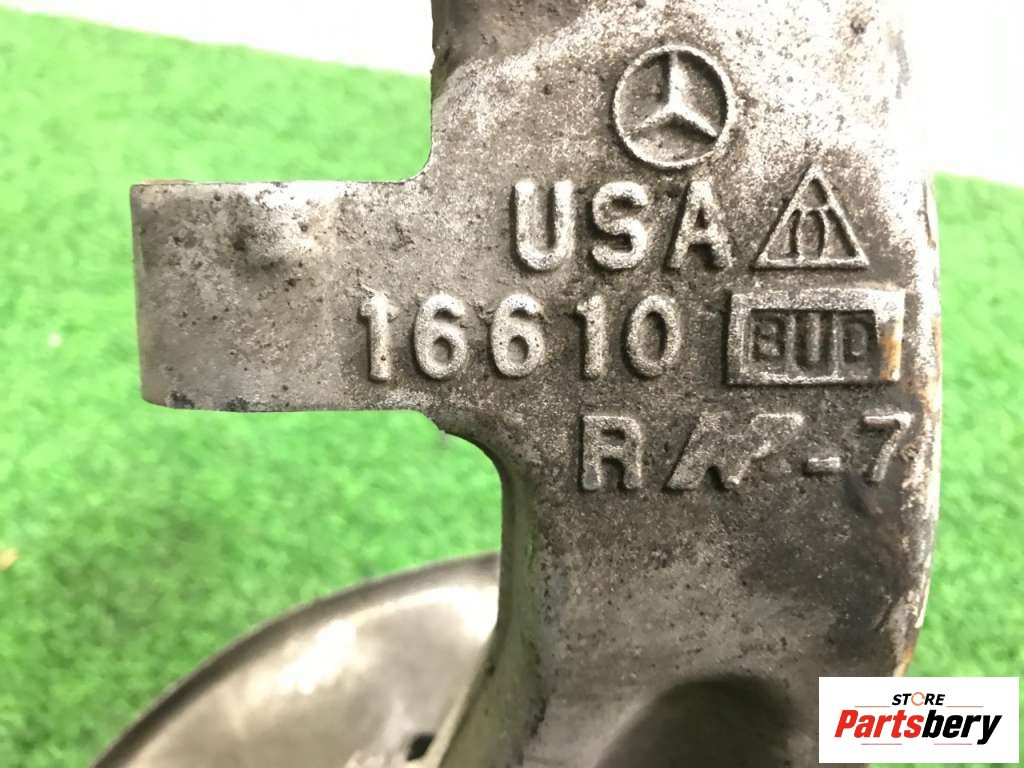 USA
16610 BUD
R -7
STORE
Partsbery